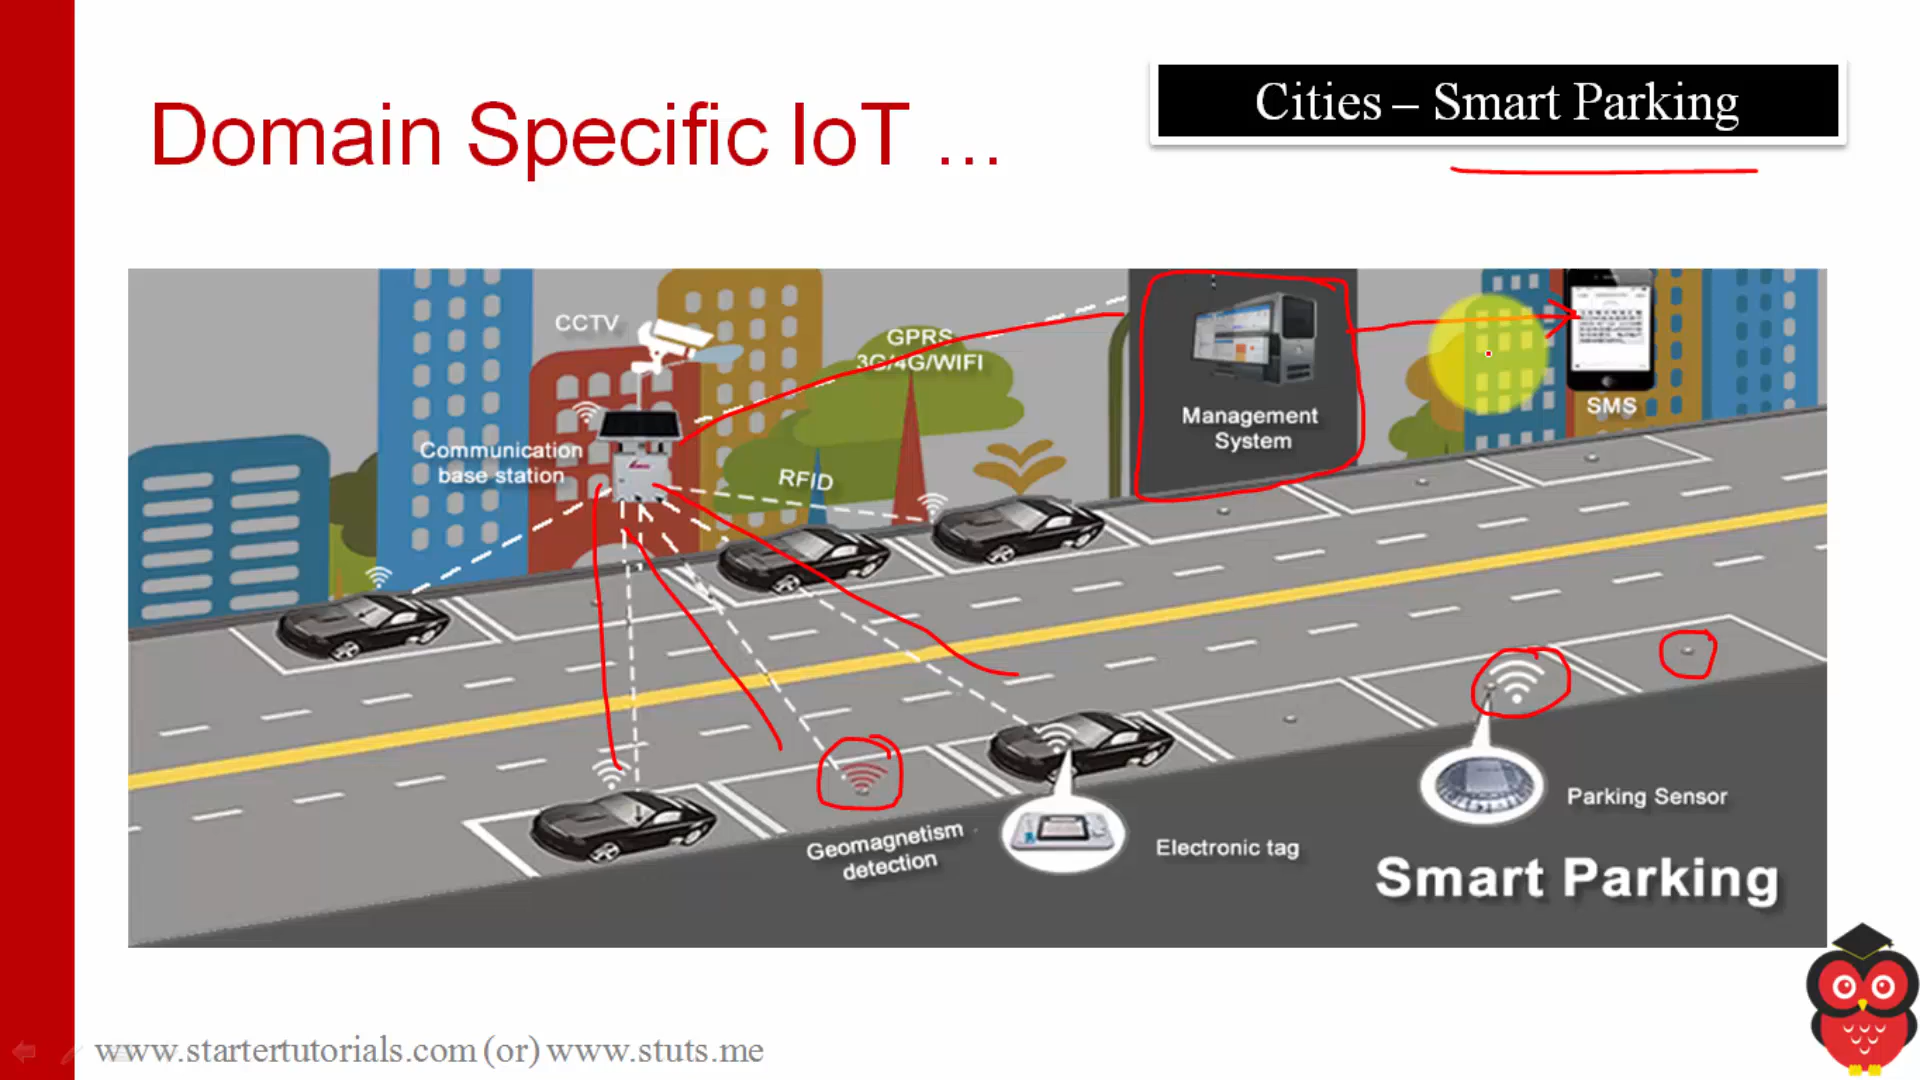 Domain Specific IoT ...
Cities – Smart Parking
CCTV
GPRS
3G/4G/WIFI
Communication
base station
RFID
Management
System
SMS
Geomagnetism
detection
Electronic tag
Parking Sensor
Smart Parking
www.startertutorials.com (or) www.stuts.me